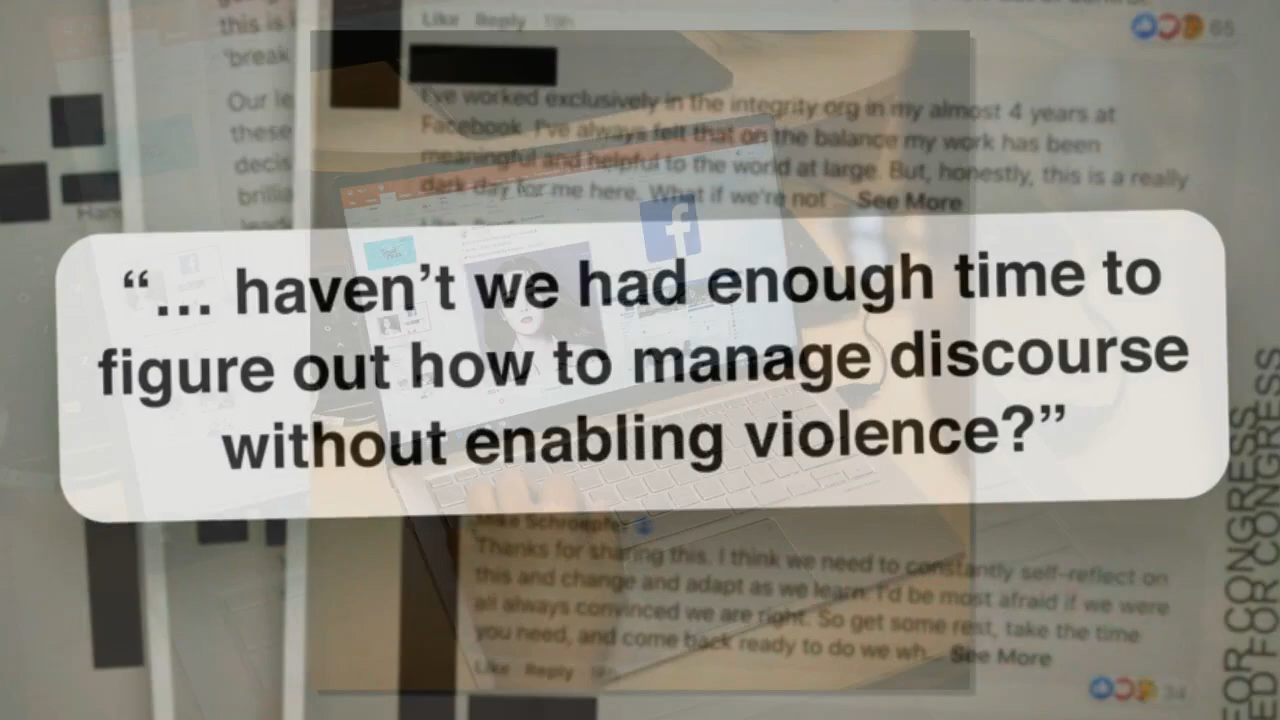 this is
'break
Our le
these
decis
brillia
Like Reply 19h
65
I've worked exclusively in the integrity org in my almost 4 years at
Facebook. I've always felt that on the balance my work has been
meaningful and helpful to the world at large. But, honestly, this is a really
dark day for me here. What if we're not ... See More
“... haven’t we had enough time to
figure out how to manage discourse
without enabling violence?”
Mike Schroepfer
Thanks for sharing this. I think we need to constantly self-reflect on
this and change and adapt as we learn. I'd be most afraid if we were
all always convinced we are right. So get some rest, take the time
you need, and come back ready to do we wh... See More
Like Reply
34
FOR CONGRESS
ED FOR CONGRESS